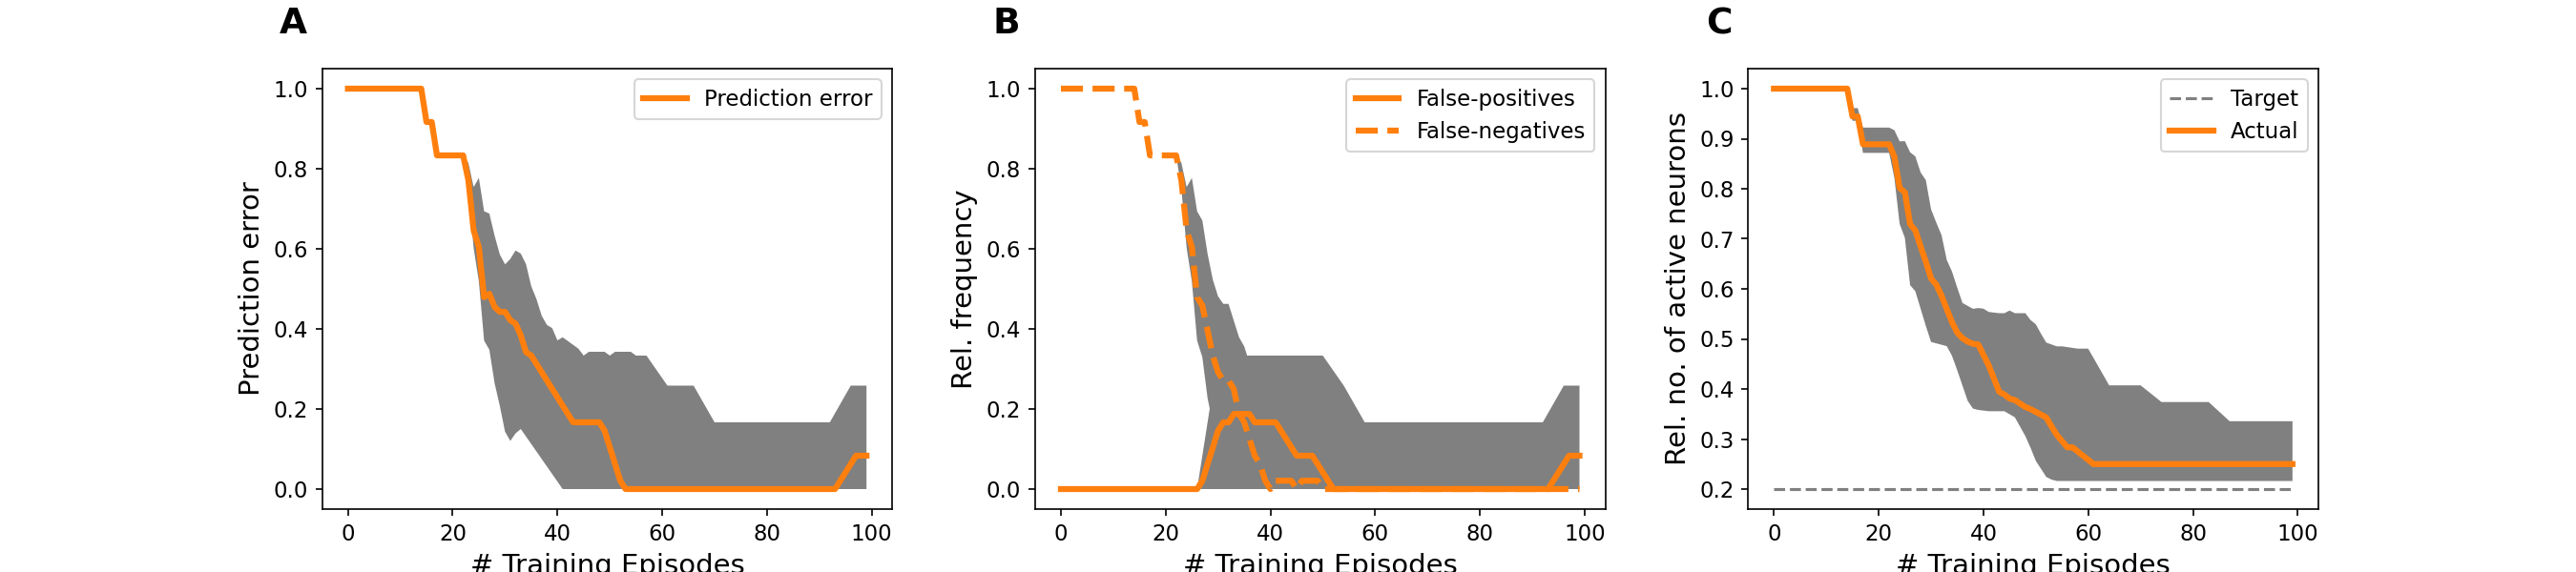 A
B
C
Prediction error
1.0
0.8
0.6
0.4
0.2
0.0
Prediction error
0
20
40
60
80
100
# Training Episodes
Rel. frequency
1.0
0.8
0.6
0.4
0.2
0.0
False-positives
False-negatives
0
20
40
60
80
100
# Training Episodes
Rel. no. of active neurons
1.0
0.9
0.8
0.7
0.6
0.5
0.4
0.3
0.2
Target
Actual
0
20
40
60
80
100
# Training Episodes